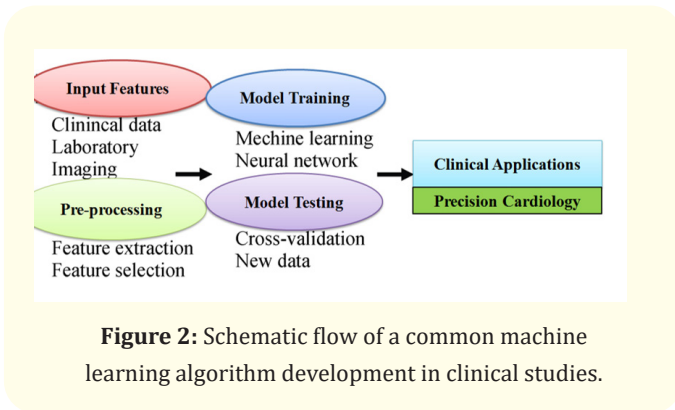 Input Features
Clinincal data
Laboratory
Imaging
Pre-processing
Feature extraction
Feature selection
Model Training
Mechine learning
Neural network
Model Testing
Cross-validation
New data
Clinical Applications
Precision Cardiology
Figure 2: Schematic flow of a common machine
learning algorithm development in clinical studies.